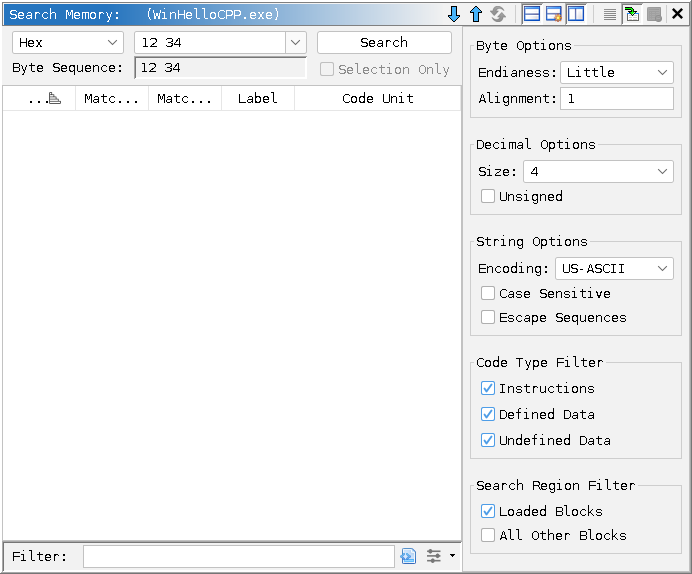 Search Memory: (WinHelloCPP.exe)
Hex 12 34 Search
Byte Sequence: 12 34 Selection Only
... Matc... Matc... Label Code Unit
Filter:
Byte Options
Endianess: Little
Alignment: 1
Decimal Options
Size: 4
Unsigned
String Options
Encoding: US-ASCII
Case Sensitive
Escape Sequences
Code Type Filter
Instructions
Defined Data
Undefined Data
Search Region Filter
Loaded Blocks
All Other Blocks